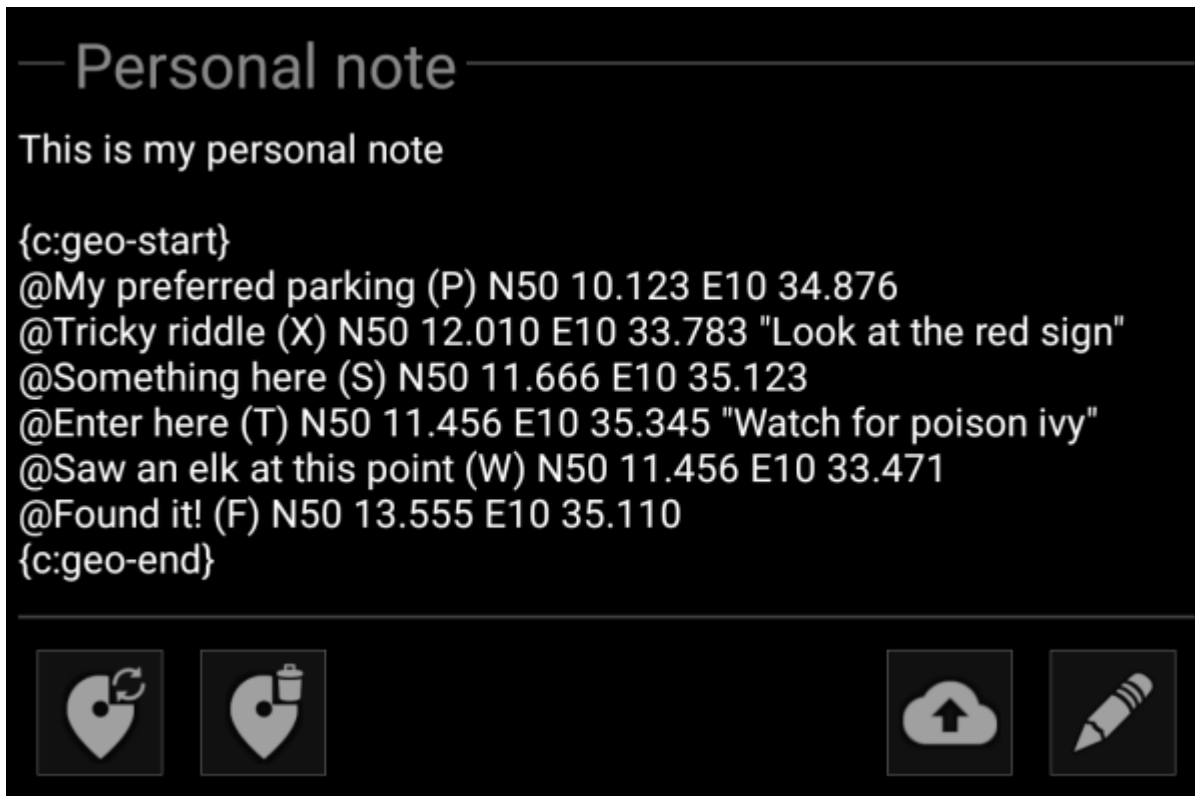 Personal note
This is my personal note
{c:geo-start}
@My preferred parking (P) N50 10.123 E10 34.876
@Tricky riddle (X) N50 12.010 E10 33.783 "Look at the red sign"
@Something here (S) N50 11.666 E10 35.123
@Enter here (T) N50 11.456 E10 35.345 "Watch for poison ivy"
@Saw an elk at this point (W) N50 11.456 E10 33.471
@Found it! (F) N50 13.555 E10 35.110
{c:geo-end}